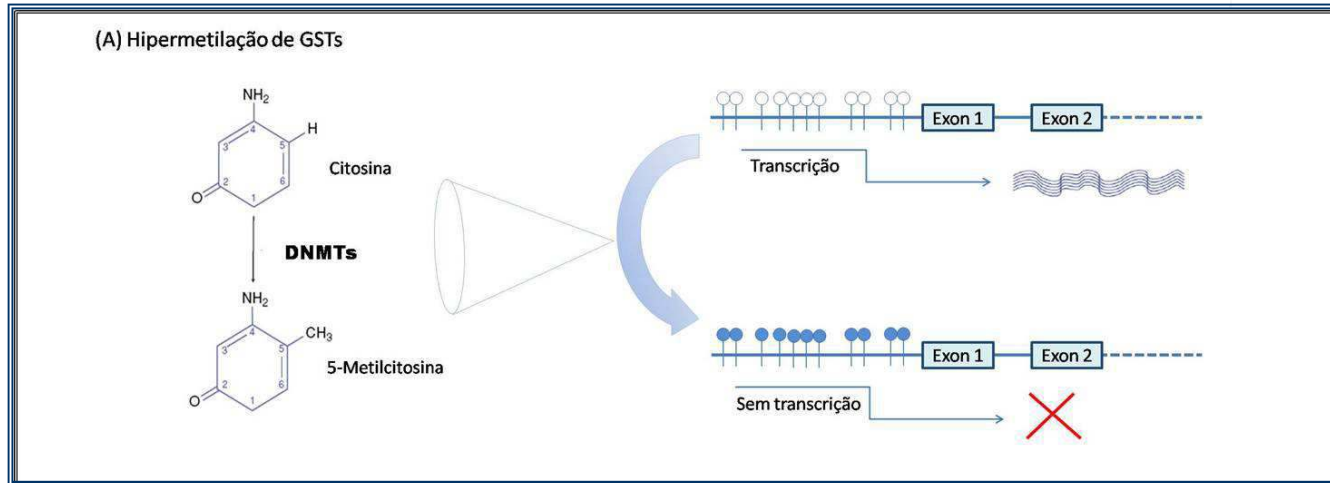 (A) Hipermetilação de GSTs
NH2
4
H
3
5
Citosina
2
6
O
1
DNMTs
NH2
4
CH3
3
5
5-Metilcitosina
2
6
O
1
Exon 1
Exon 2
Transcrição
Exon 1
Exon 2
Sem transcrição